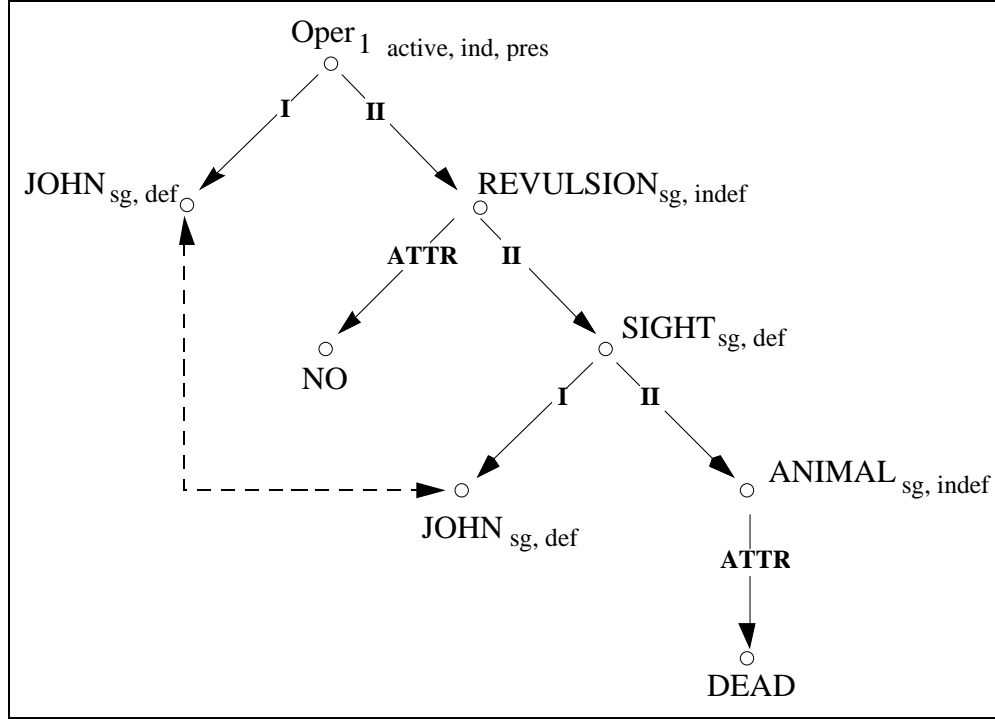 Oper1 active, ind, pres
I II
JOHN sg, def REVULSION sg, indef
ATTR II
SIGHT sg, def
NO
I II
ANIMAL sg, indef
JOHN sg, def
ATTR
DEAD